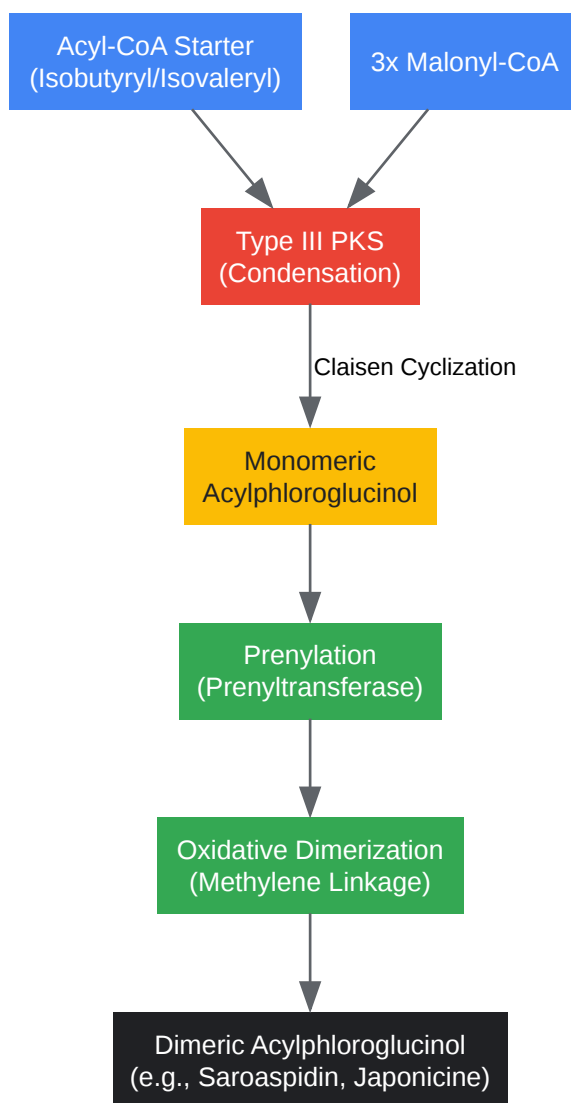 Acyl-CoA Starter
(Isobutyryl/Isovaleryl)
3x Malonyl-CoA
Type III PKS
(Condensation)
Claisen Cyclization
Monomeric
Acylphloroglucinol
Prenylation
(Prenyltransferase)
Oxidative Dimerization
(Methylene Linkage)
Dimeric Acylphloroglucinol
(e.g., Saroaspidin, Japonicine)